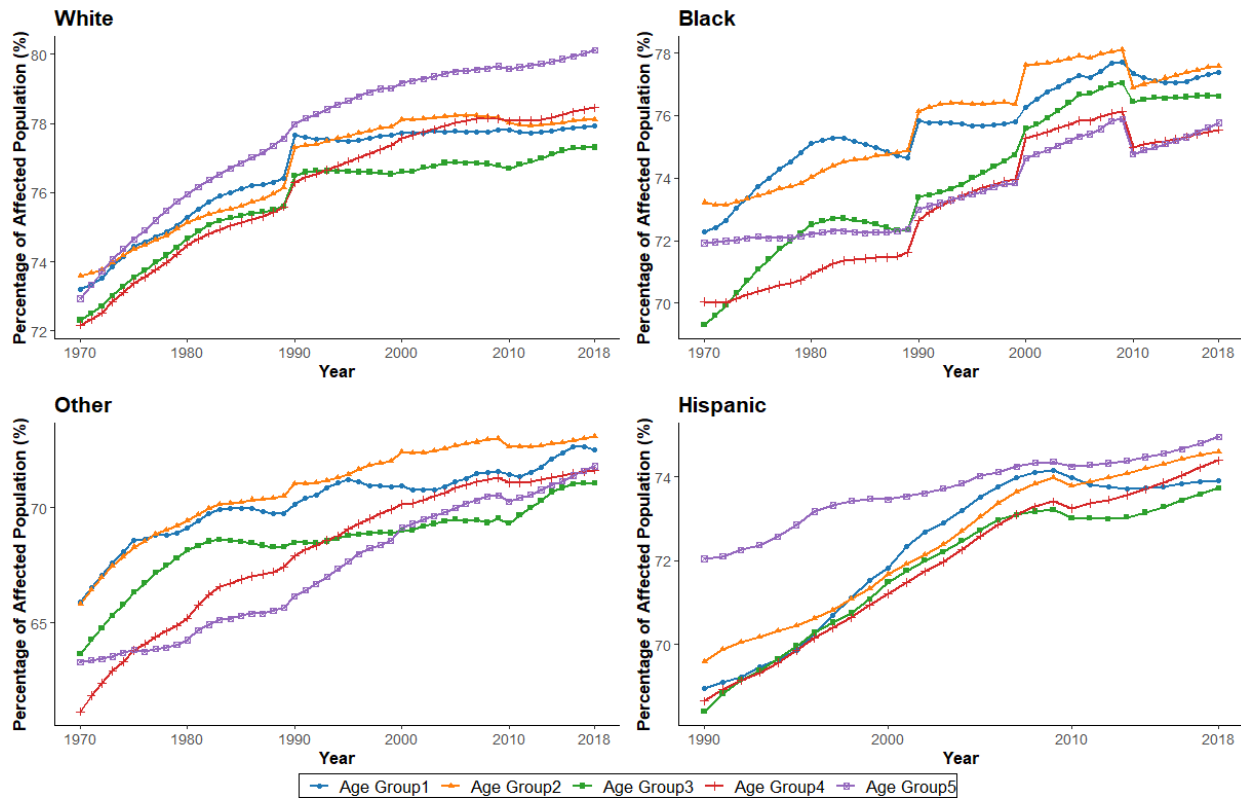 White
Percentage of Affected Population (%)
80
78
76
74
72
1970 1980 1990 2000 2010 2018
Year
Black
Percentage of Affected Population (%)
78
76
74
72
70
1970 1980 1990 2000 2010 2018
Year
Other
Percentage of Affected Population (%)
70
65
1970 1980 1990 2000 2010 2018
Year
Hispanic
Percentage of Affected Population (%)
74
72
70
1990 2000 2010 2018
Year
Age Group1 Age Group2 Age Group3 Age Group4 Age Group5